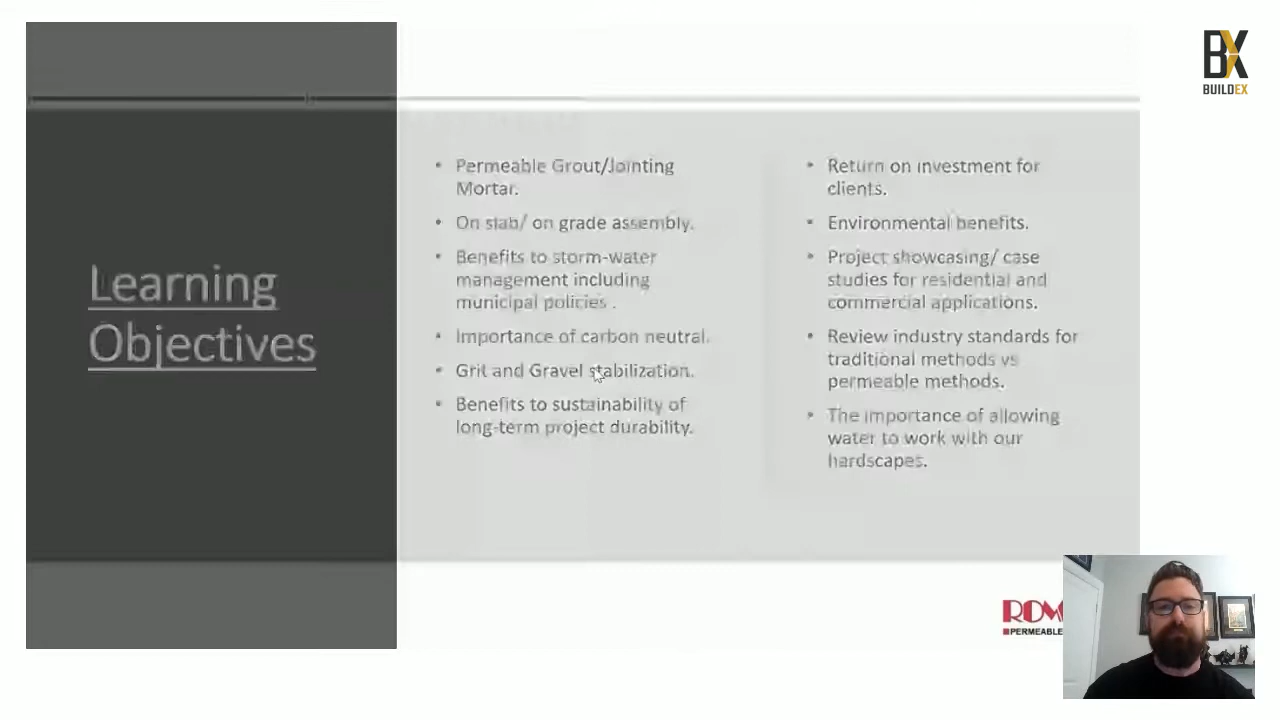 Learning
Objectives
• Permeable Grout/Jointing
Mortar.
• On slab/ on grade assembly.
• Benefits to storm-water
management including
municipal policies .
• Importance of carbon neutral.
• Grit and Gravel stabilization.
• Benefits to sustainability of
long-term project durability.
• Return on investment for
clients.
• Environmental benefits.
• Project showcasing/ case
studies for residential and
commercial applications.
• Review industry standards for
traditional methods vs
permeable methods.
• The importance of allowing
water to work with our
hardscapes.
BX
BUILDEX
ROM
PERMEABLE